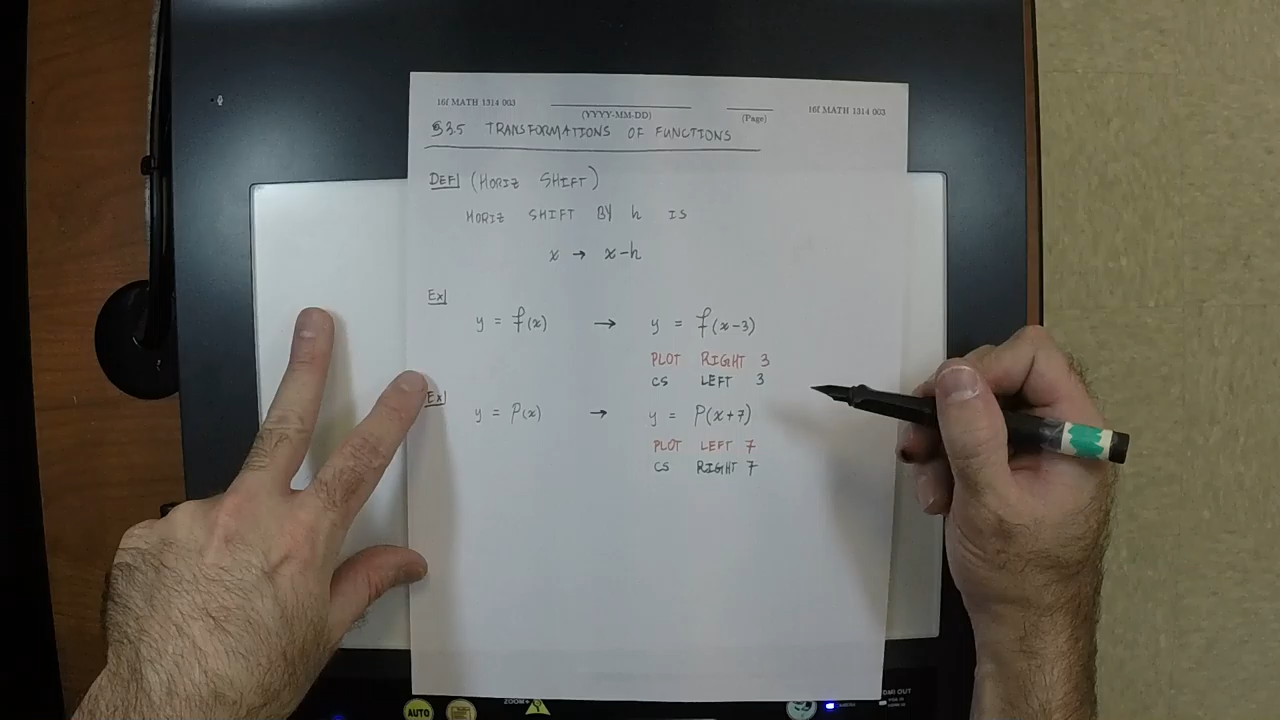 16f MATH 1314 003 (YYYY-MM-DD) (Page) 16f MATH 1314 003
§3.5 TRANSFORMATIONS OF FUNCTIONS
DEF (HORIZ SHIFT)
HORIZ SHIFT BY h IS
x → x-h
Ex
y = f(x) → y = f(x-3)
PLOT RIGHT 3
CS LEFT 3
Ex
y = P(x) → y = P(x+7)
PLOT LEFT 7
CS RIGHT 7
AUTO
ZOOM+